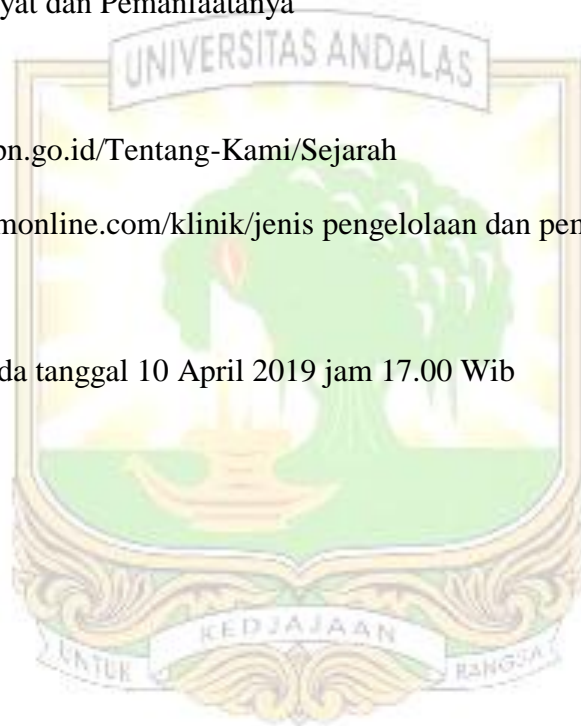 yat dan Pemanfaatanya
UNIVERSITAS ANDALAS
pn.go.id/Tentang-Kami/Sejarah
monline.com/klinik/jenis pengelolaan dan pen
da tanggal 10 April 2019 jam 17.00 Wib
KEDJAJAAN
UNTUK
BANGSA